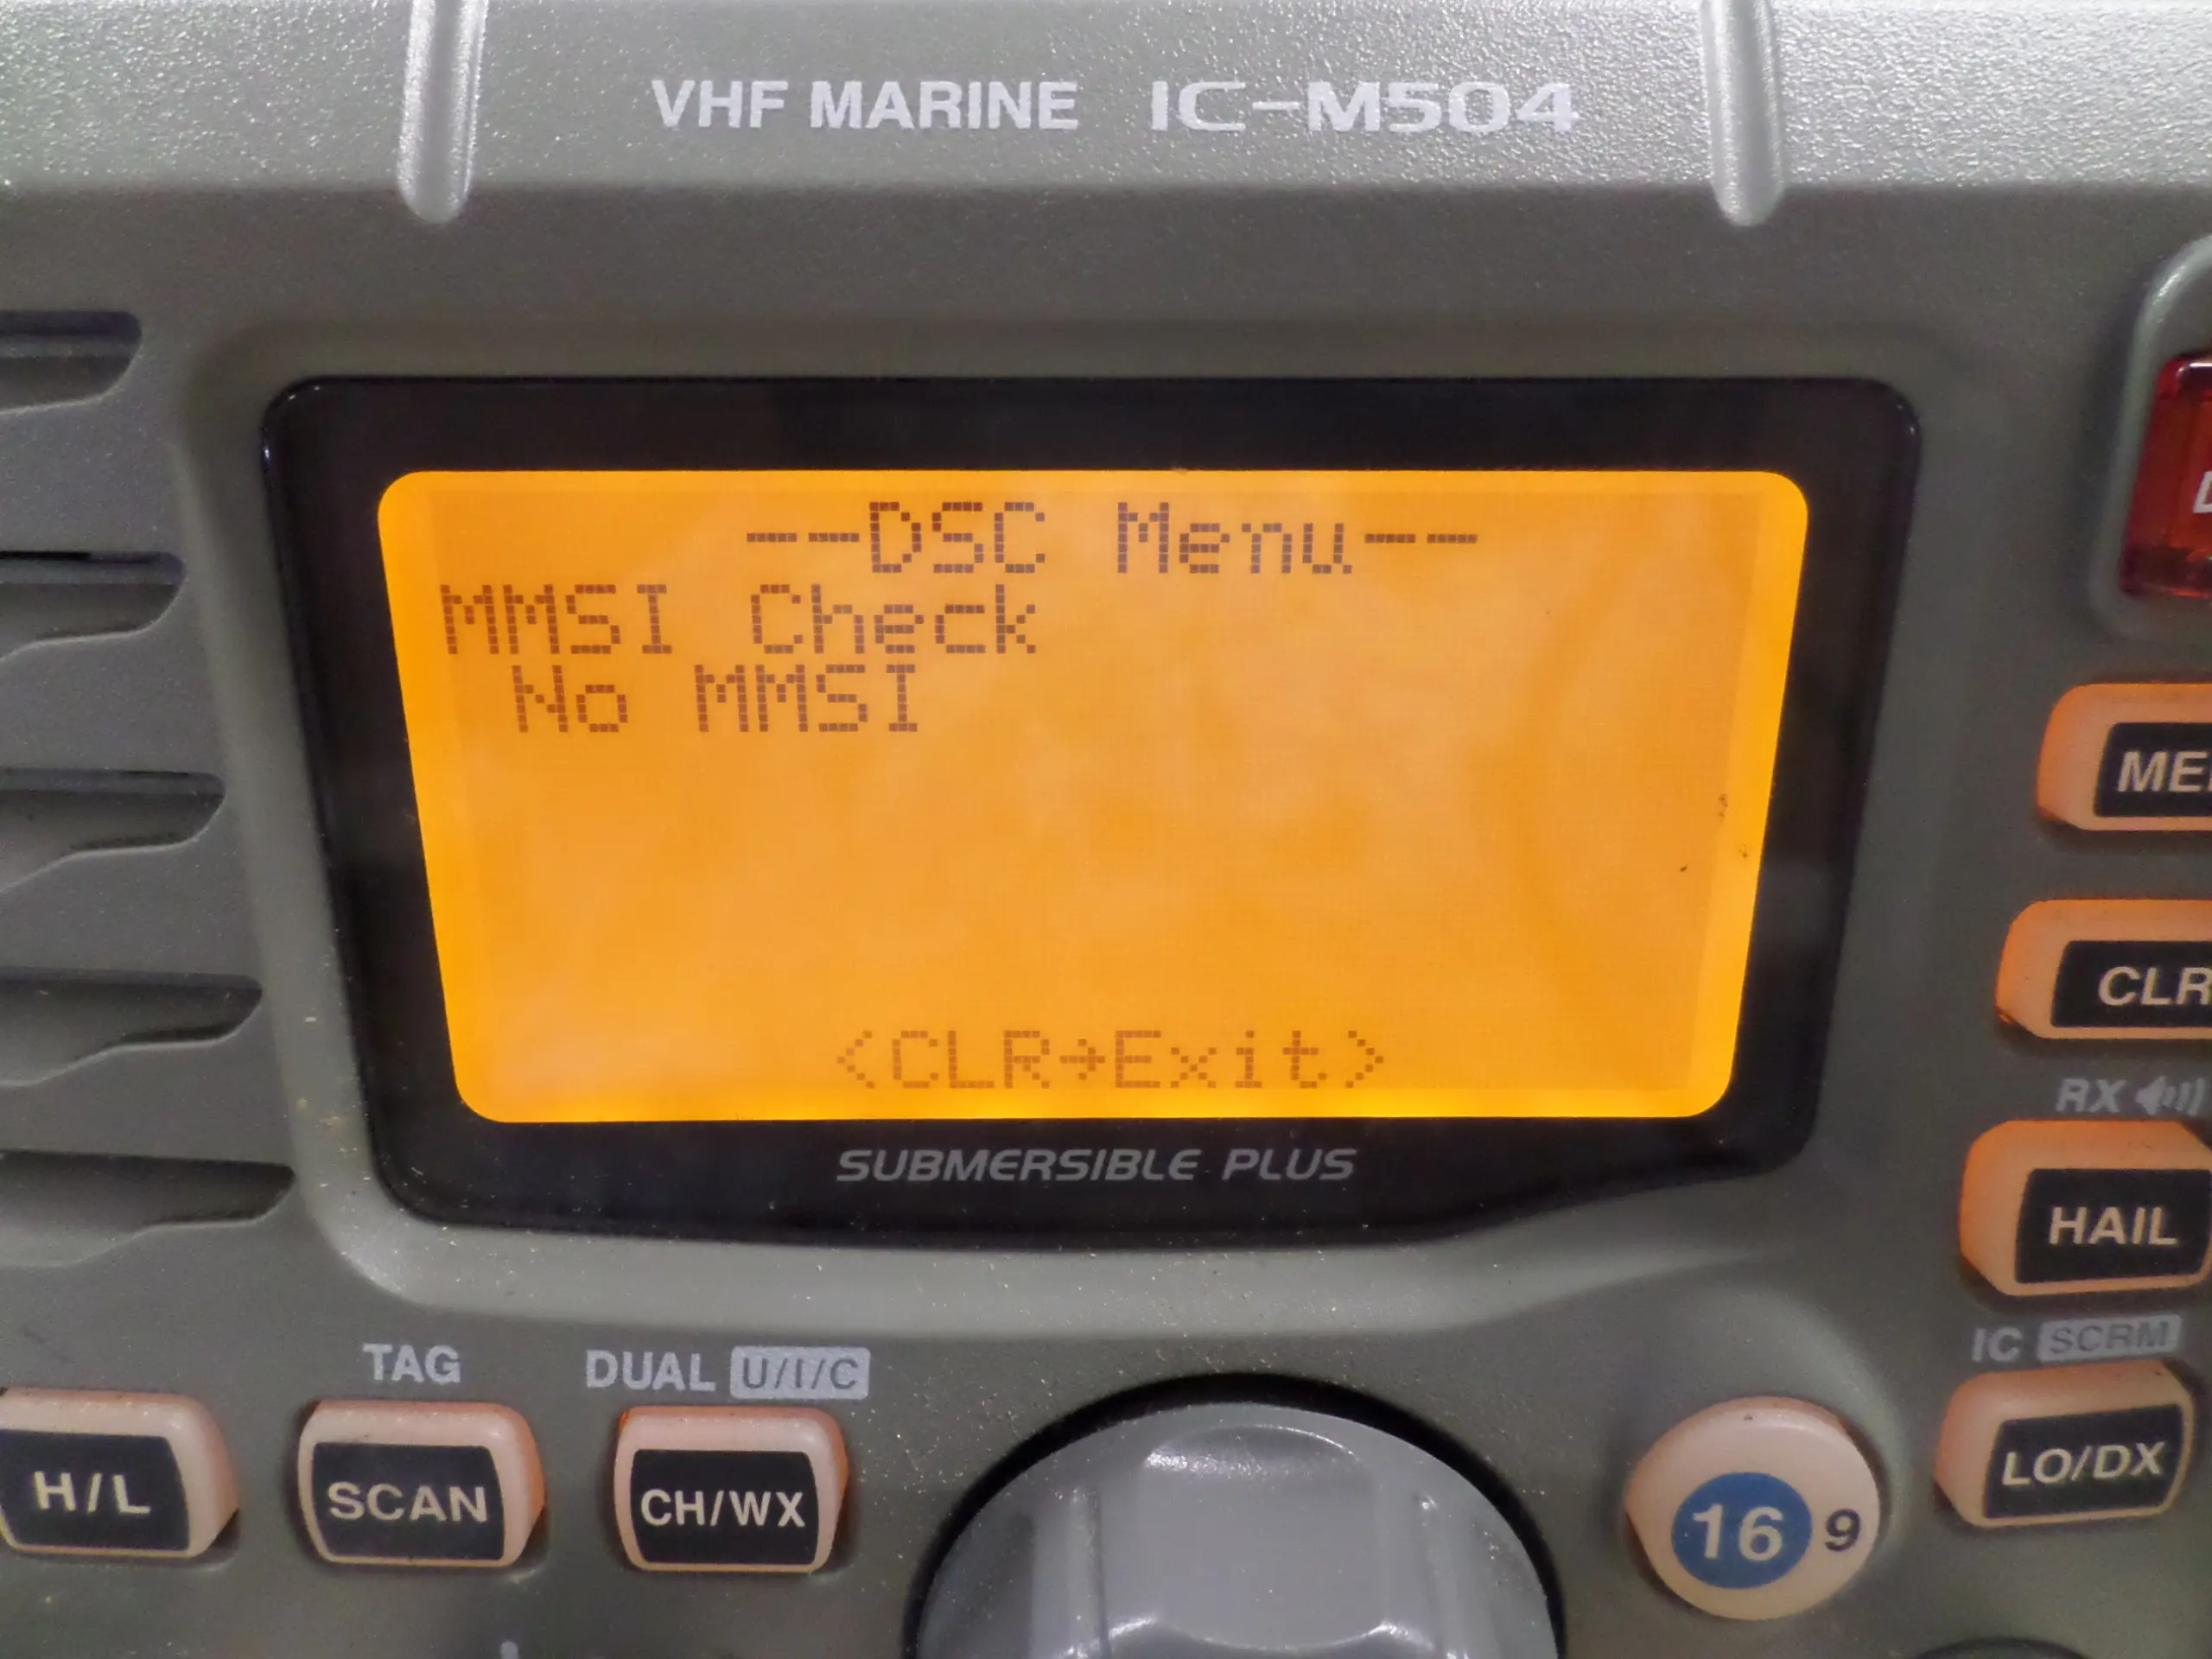 VHF MARINE IC-M504
--DSC Menu--
MMSI Check
No MMSI
<CLR→Exit>
SUBMERSIBLE PLUS
CLR
RX
HAIL
IC SCRM
LO/DX
TAG
DUAL U/I/C
H/L
SCAN
CH/WX
16 9